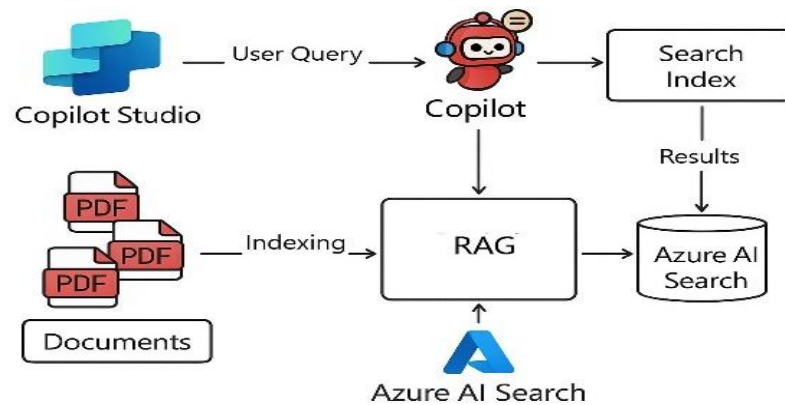 User Query
Copilot Studio
Copilot
Search
Index
Results
PDF
PDF
PDF
Indexing
RAG
Azure AI
Search
Documents
Azure AI Search